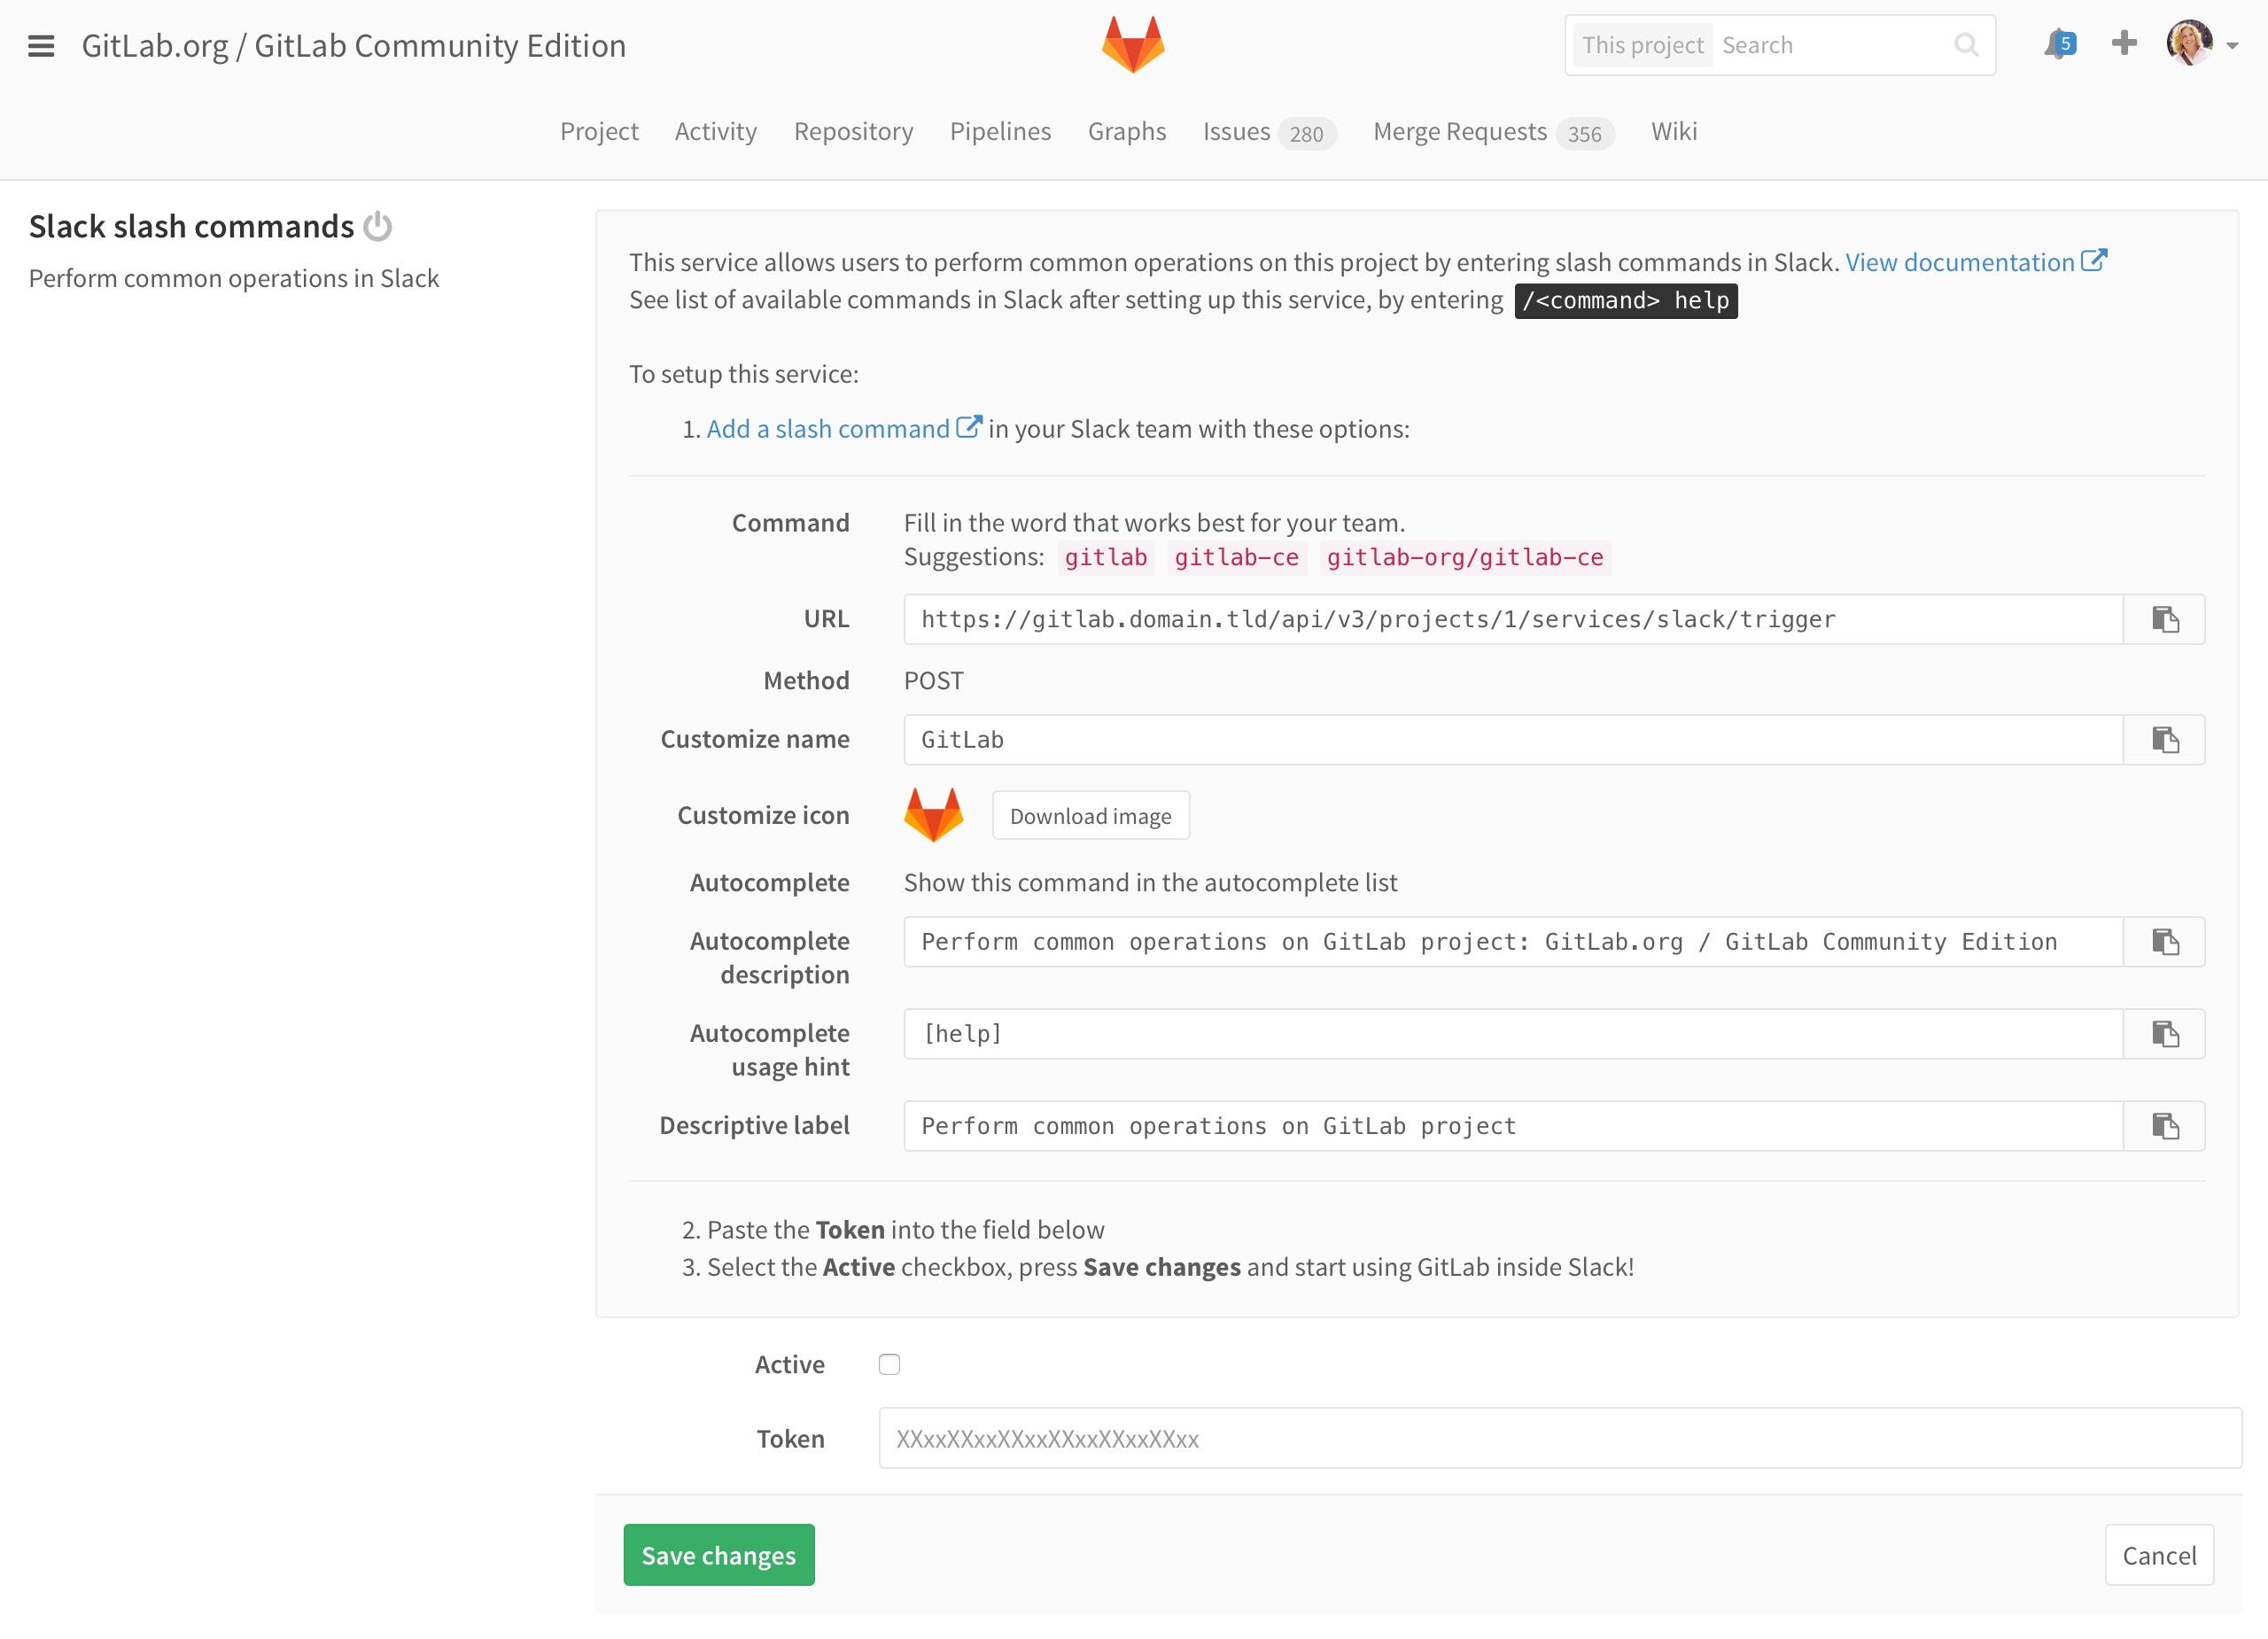 GitLab.org / GitLab Community Edition
This project Search
5
Project Activity Repository Pipelines Graphs Issues 280 Merge Requests 356 Wiki
Slack slash commands
Perform common operations in Slack
This service allows users to perform common operations on this project by entering slash commands in Slack. View documentation
See list of available commands in Slack after setting up this service, by entering /<command> help
To setup this service:
1. Add a slash command in your Slack team with these options:
Command Fill in the word that works best for your team.
Suggestions: gitlab gitlab-ce gitlab-org/gitlab-ce
URL https://gitlab.domain.tld/api/v3/projects/1/services/slack/trigger
Method POST
Customize name GitLab
Customize icon Download image
Autocomplete Show this command in the autocomplete list
Autocomplete description Perform common operations on GitLab project: GitLab.org / GitLab Community Edition
Autocomplete usage hint [help]
Descriptive label Perform common operations on GitLab project
2. Paste the Token into the field below
3. Select the Active checkbox, press Save changes and start using GitLab inside Slack!
Active
Token XXxxXXxxXXxxXXxxXXxxXXxx
Save changes Cancel